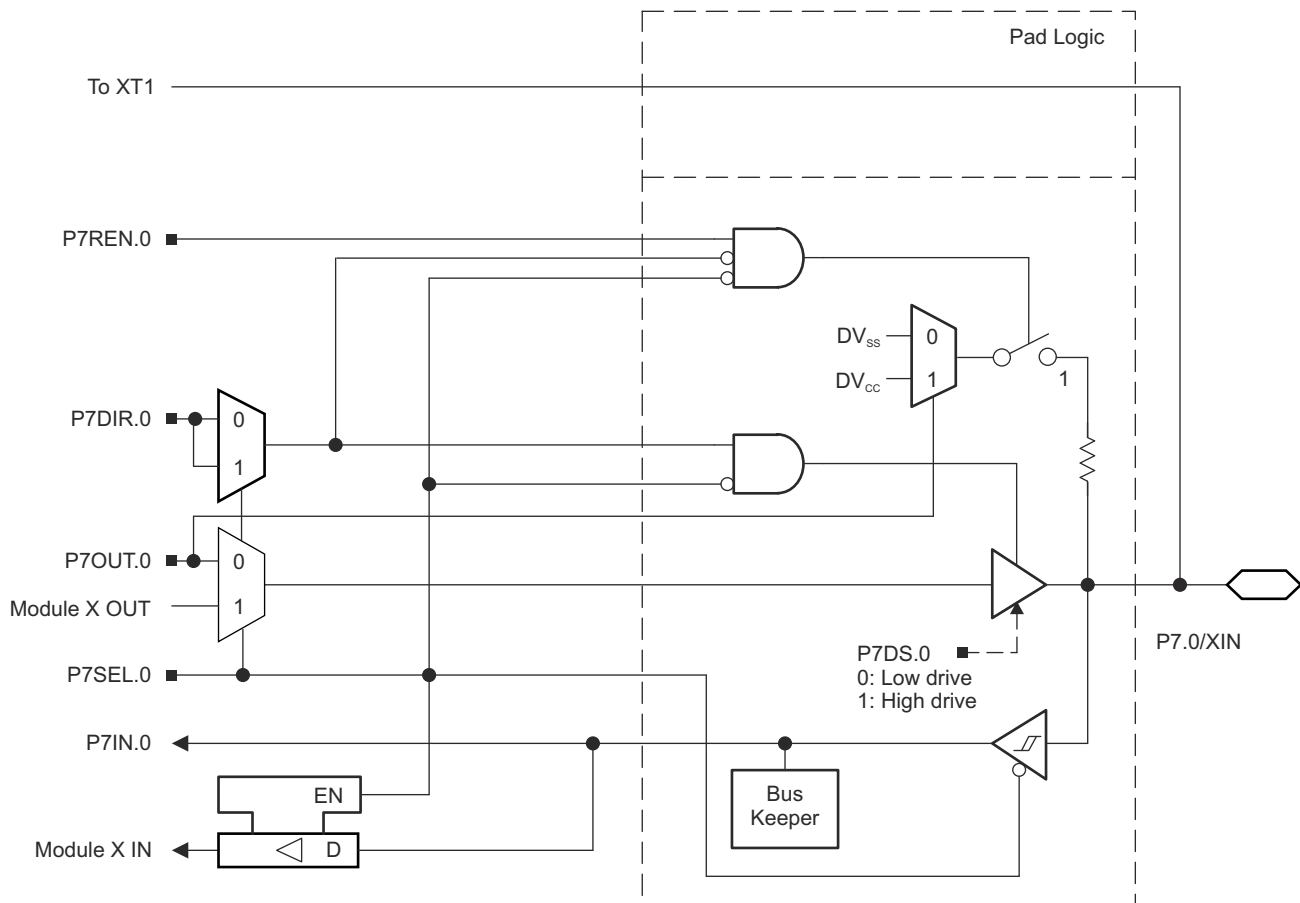 Pad Logic
To XT1
P7REN.0
DVSS
0
DVCC
1
1
P7DIR.0
0
1
P7OUT.0
0
Module X OUT
1
P7DS.0
0: Low drive
1: High drive
P7.0/XIN
P7SEL.0
P7IN.0
EN
Bus
Keeper
Module X IN
D